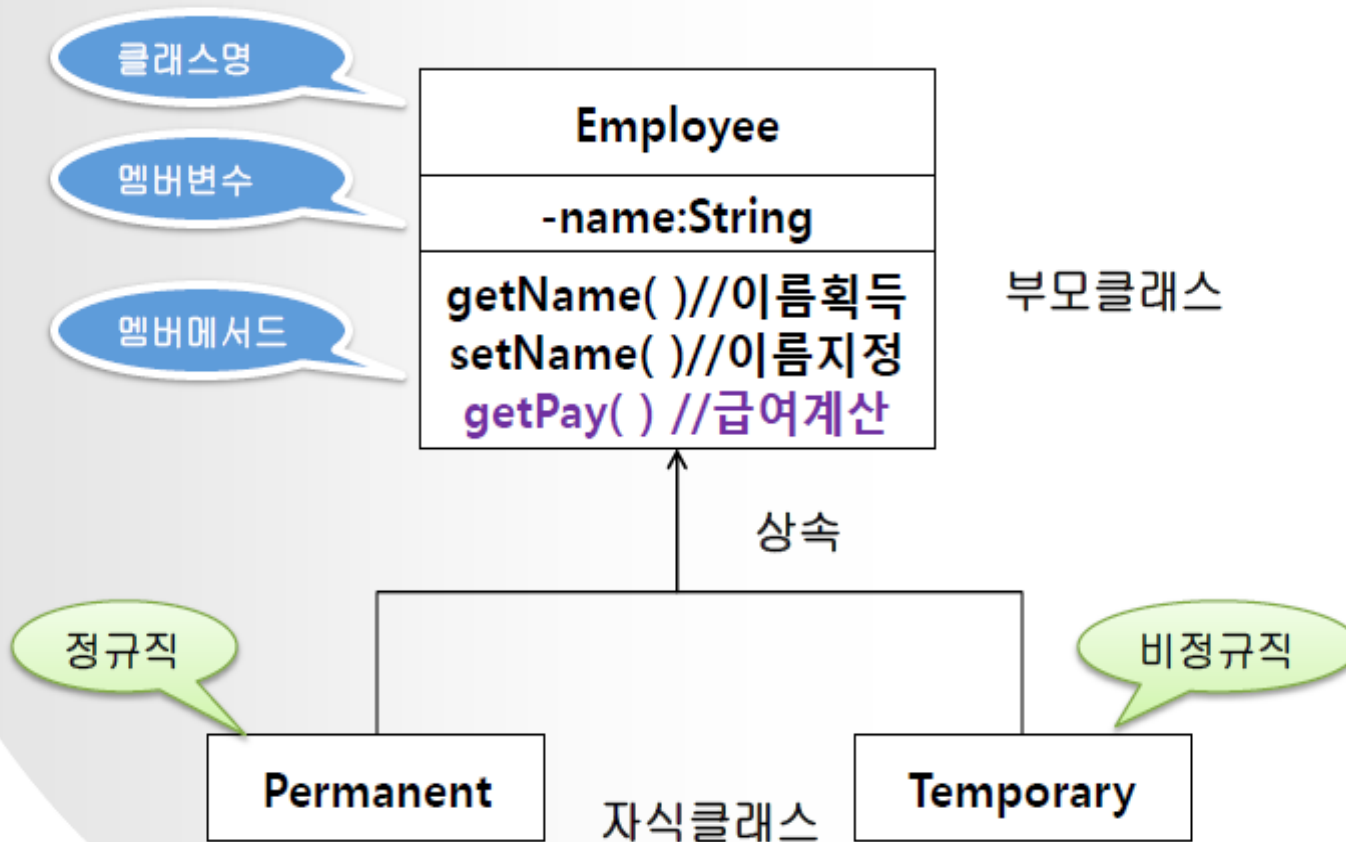 클래스명
Employee
멤버변수
-name:String
멤버메서드
getName( )//이름획득
setName( )//이름지정
getPay( ) //급여계산
부모클래스
상속
정규직
비정규직
Permanent
자식클래스
Temporary